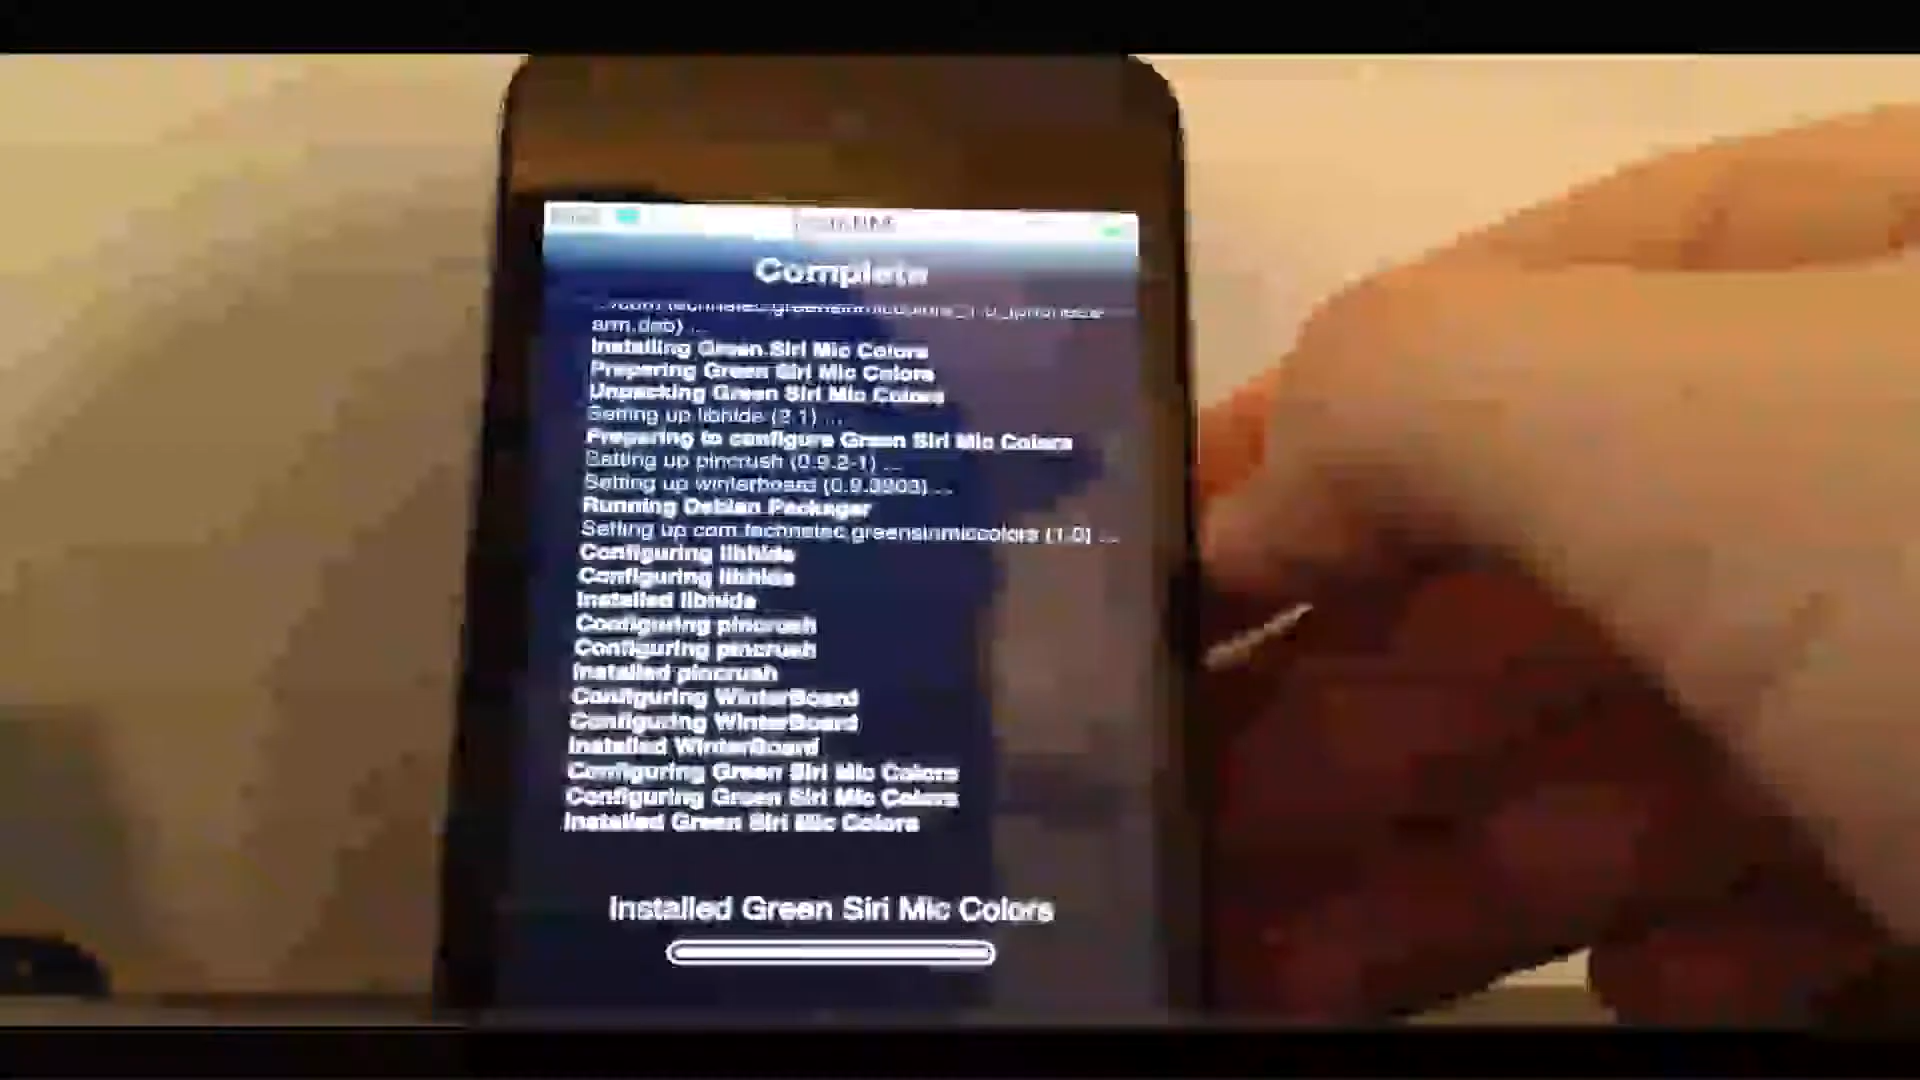 Complete
arm.deb) ...
Installing Green Siri Mic Colors
Preparing Green Siri Mic Colors
Unpacking Green Siri Mic Colors
Setting up libhide (2.1) ...
Preparing to configure Green Siri Mic Colors
Setting up pincrush (0.9.2-1) ...
Setting up winterboard (0.9.3903) ...
Running Debian Packager
Setting up com.technetec.greensirimiccolors (1.0) ...
Configuring libhide
Configuring libhide
Installed libhide
Configuring pincrush
Configuring pincrush
Installed pincrush
Configuring WinterBoard
Configuring WinterBoard
Installed WinterBoard
Configuring Green Siri Mic Colors
Configuring Green Siri Mic Colors
Installed Green Siri Mic Colors
Installed Green Siri Mic Colors